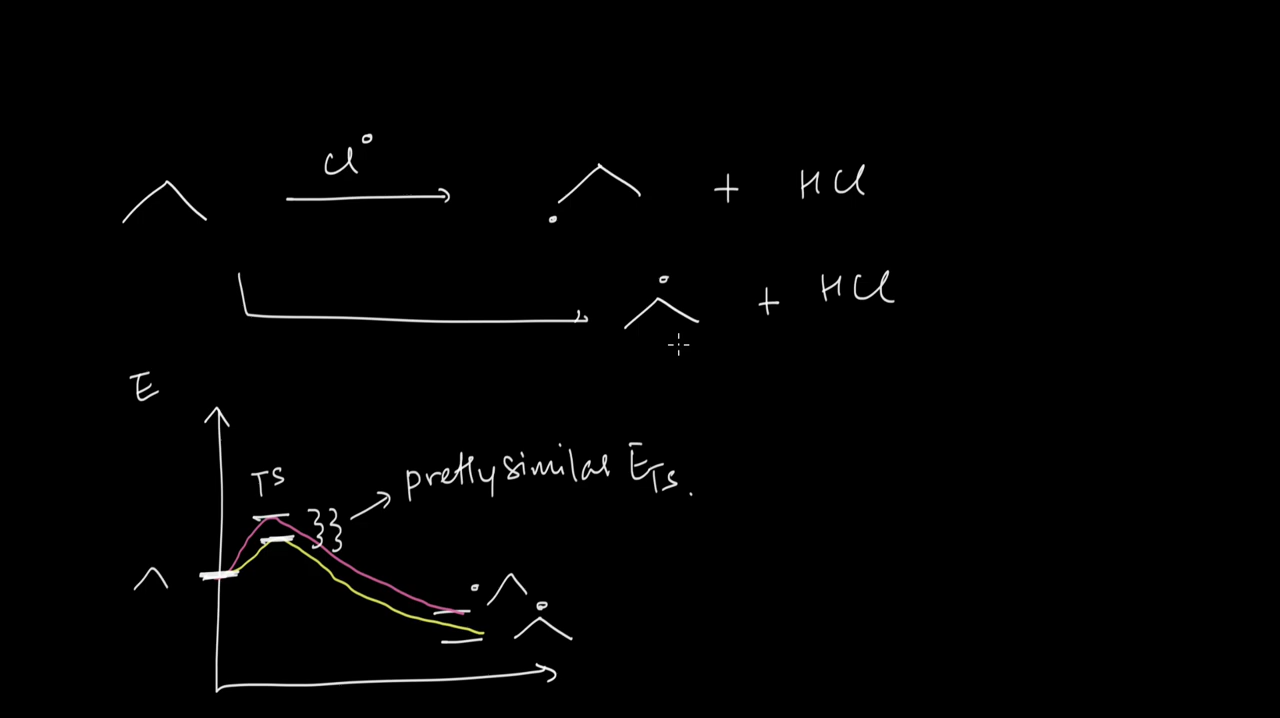 Cl°
+ HCl
+ HCl
E
TS
pretty similar E_TS.